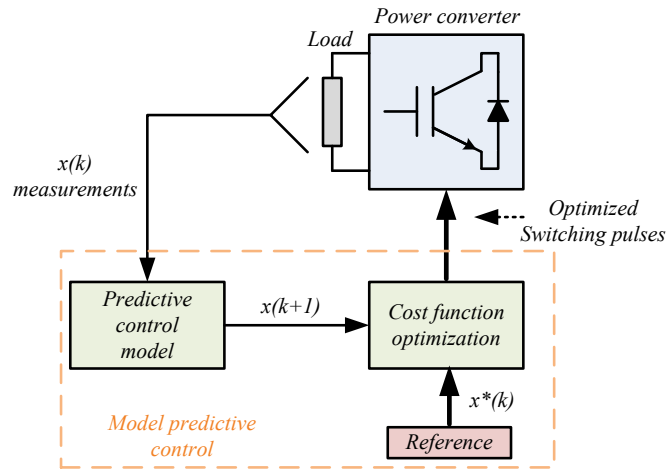 Power converter
Load
x(k)
measurements
Optimized
Switching pulses
Predictive
control
model
x(k+1)
Cost function
optimization
x*(k)
Model predictive
control
Reference